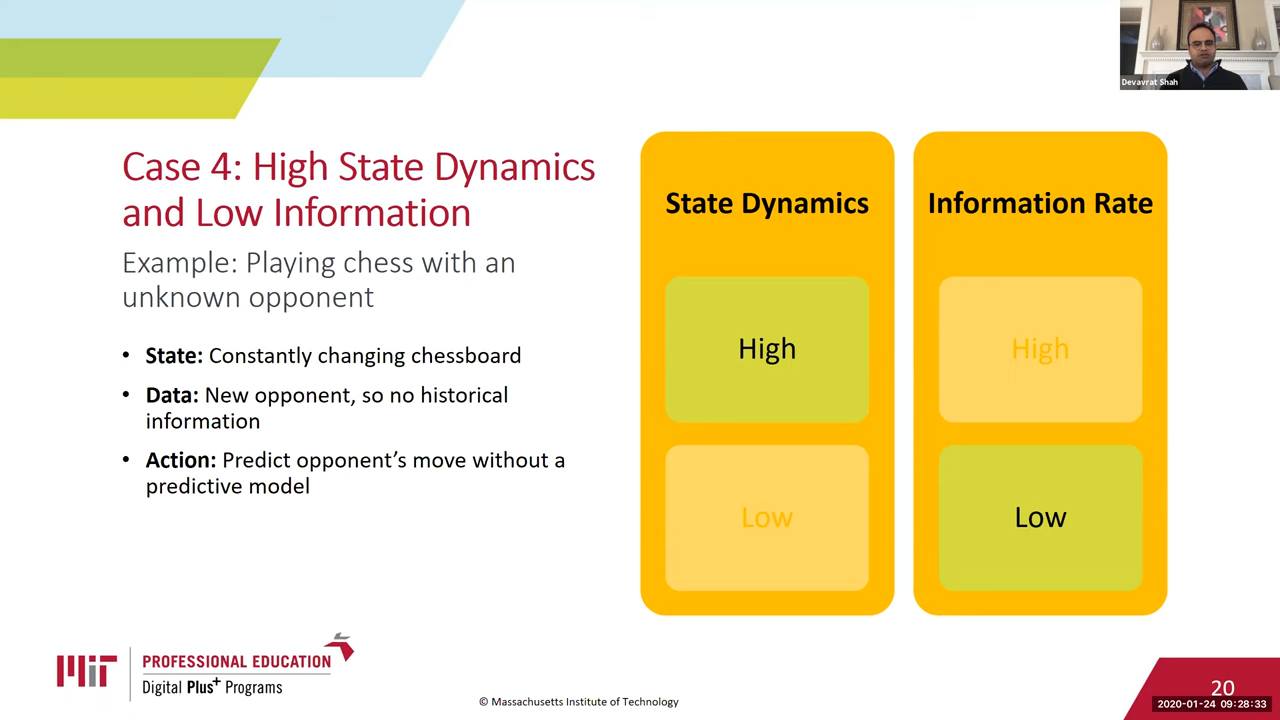 Devavrat Shah
Case 4: High State Dynamics
and Low Information
Example: Playing chess with an
unknown opponent
• State: Constantly changing chessboard
• Data: New opponent, so no historical
information
• Action: Predict opponent’s move without a
predictive model
State Dynamics
High
Low
Information Rate
High
Low
MIT
PROFESSIONAL EDUCATION
Digital Plus+ Programs
© Massachusetts Institute of Technology
20
2020-01-24 09:28:33